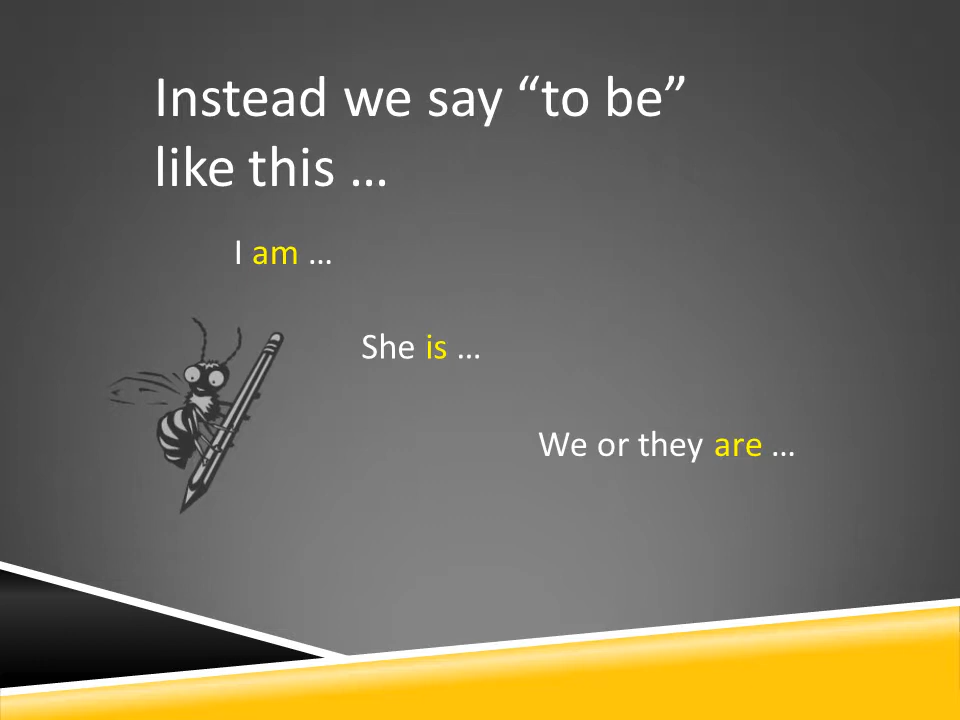 Instead we say “to be”
like this …
I am …
She is …
We or they are …